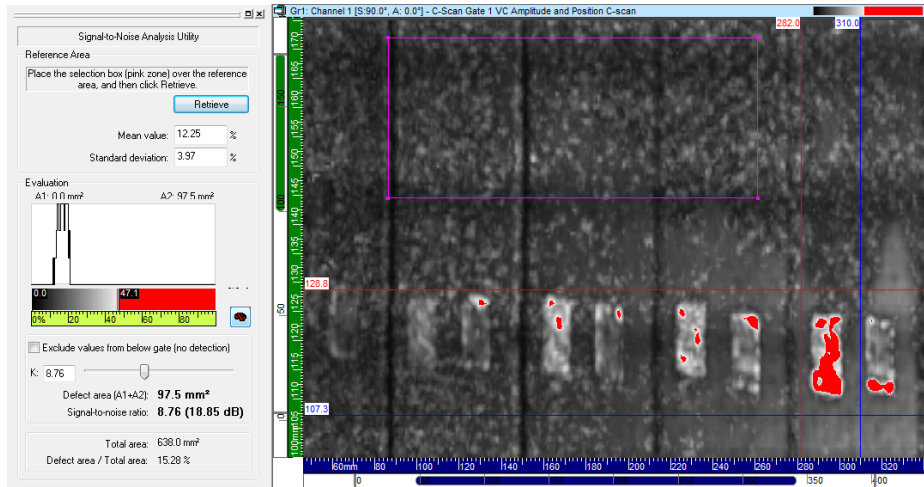 Signal-to-Noise Analysis Utility
Reference Area
Place the selection box (pink zone) over the reference
area, and then click Retrieve.
Retrieve
Mean value: 12.25 %
Standard deviation: 3.97 %
Evaluation
A1: 0.0 mm² A2: 97.5 mm²
0.0 47.1
0% 20 40 60 80
Exclude values from below gate (no detection)
K: 8.76
Defect area (A1+A2): 97.5 mm²
Signal-to-noise ratio: 8.76 (18.85 dB)
Total area: 638.0 mm²
Defect area / Total area: 15.28 %
Gr1: Channel 1 [S:90.0°, A: 0.0°] - C-Scan Gate 1 VC Amplitude and Position C-scan
282.0 310.0
170
165
160
155
150
145
140
135
130
128.8
125
120
115
110
107.3
105
100mm
150
100
50
0
60mm 80 100 120 140 160 180 200 220 240 260 280 300 320
0 350 400